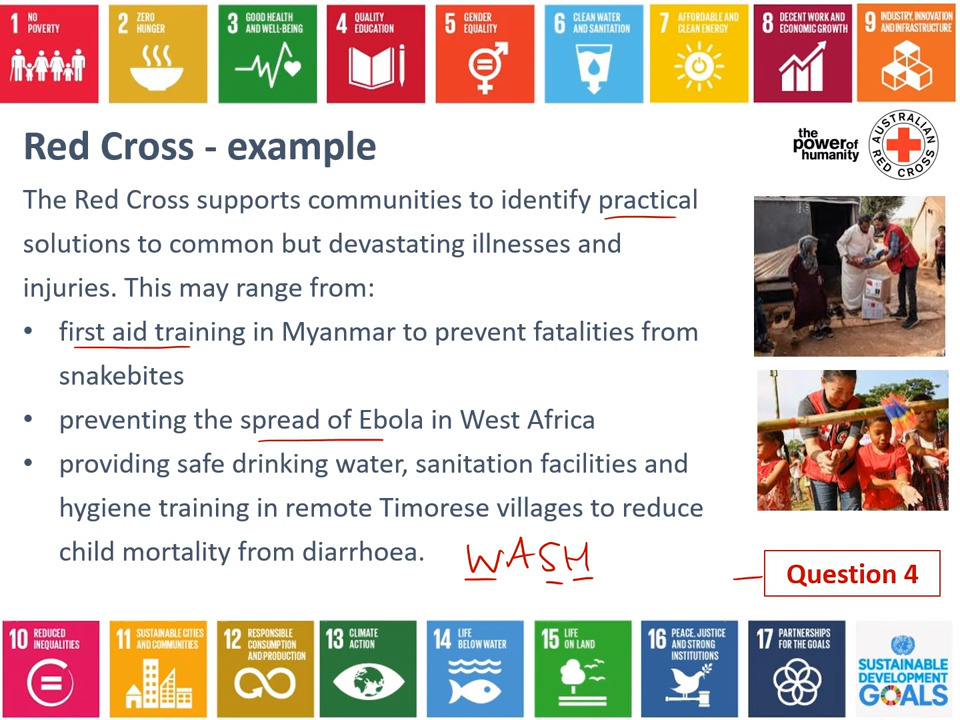 1 NO POVERTY
2 ZERO HUNGER
3 GOOD HEALTH AND WELL-BEING
4 QUALITY EDUCATION
5 GENDER EQUALITY
6 CLEAN WATER AND SANITATION
7 AFFORDABLE AND CLEAN ENERGY
8 DECENT WORK AND ECONOMIC GROWTH
9 INDUSTRY, INNOVATION AND INFRASTRUCTURE
Red Cross - example
the power of humanity
AUSTRALIAN RED CROSS
The Red Cross supports communities to identify practical
solutions to common but devastating illnesses and
injuries. This may range from:
• first aid training in Myanmar to prevent fatalities from
snakebites
• preventing the spread of Ebola in West Africa
• providing safe drinking water, sanitation facilities and
hygiene training in remote Timorese villages to reduce
child mortality from diarrhoea.
WASH
Question 4
10 REDUCED INEQUALITIES
11 SUSTAINABLE CITIES AND COMMUNITIES
12 RESPONSIBLE CONSUMPTION AND PRODUCTION
13 CLIMATE ACTION
14 LIFE BELOW WATER
15 LIFE ON LAND
16 PEACE, JUSTICE AND STRONG INSTITUTIONS
17 PARTNERSHIPS FOR THE GOALS
SUSTAINABLE
DEVELOPMENT
GOALS